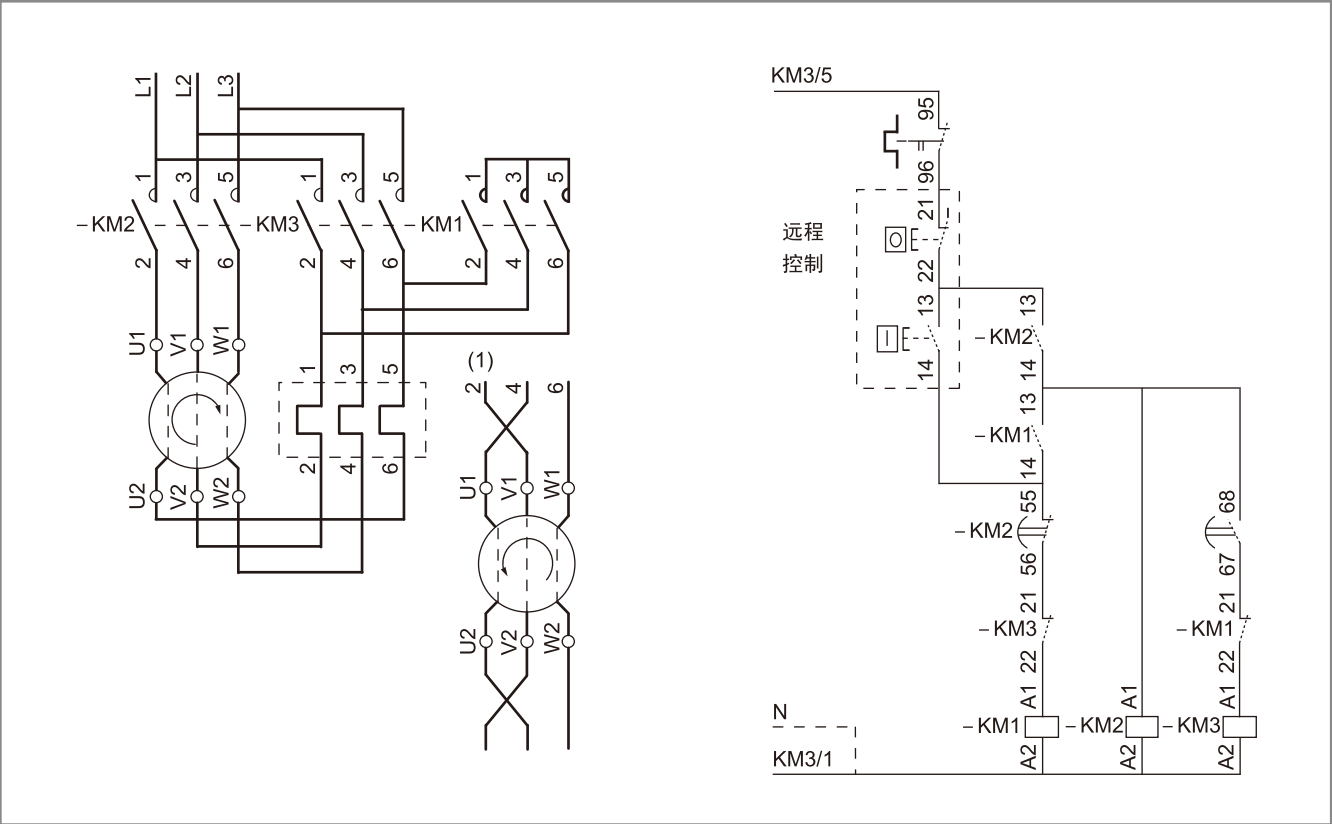 L1 L2 L3
1 3 5 1 3 5 1 3 5
–KM2 –KM3 –KM1
2 4 6 2 4 6 2 4 6
U1 V1 W1
(1)
1 3 5
2 4 6
2 4 6
U2 V2 W2
U1 V1 W1
U2 V2 W2
KM3/5
95
96
21
远程
控制
O
22
13 13
I
–KM2
14 14
13
–KM1
14
55 68
–KM2
56 67
21 21
–KM3 –KM1
22 22
A1 A1 A1
N
–KM1 –KM2 –KM3
A2 A2 A2
KM3/1